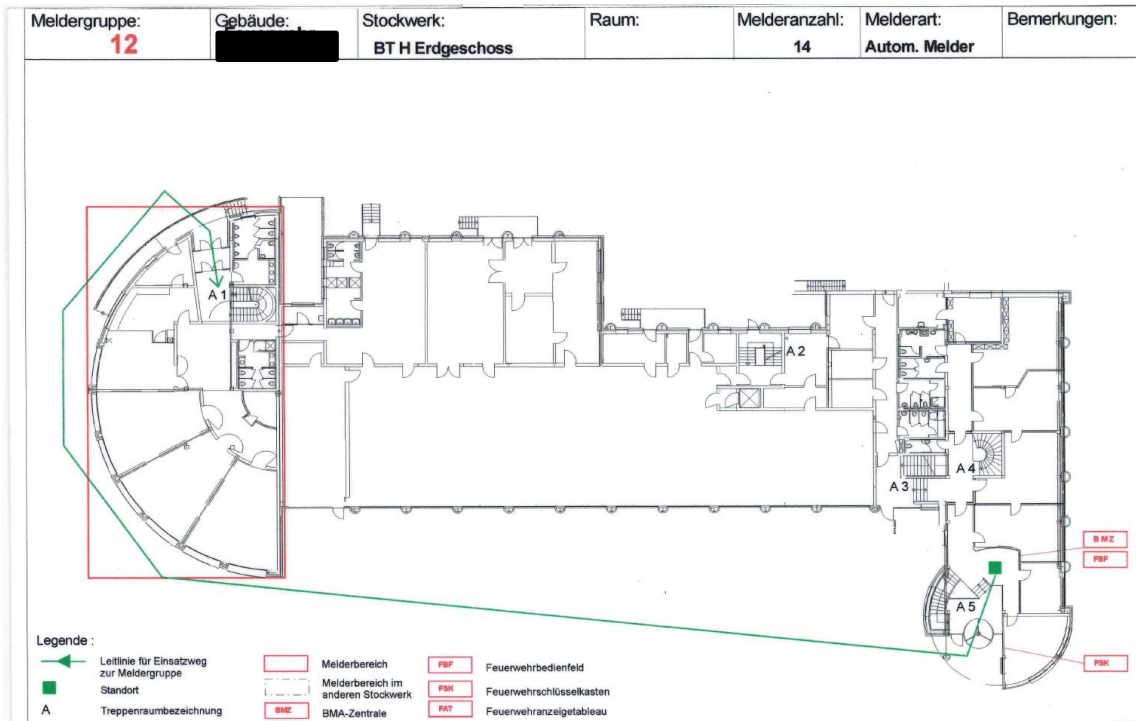 Meldergruppe: Gebäude: Stockwerk: Raum: Melderanzahl: Melderart: Bemerkungen:
12 BT H Erdgeschoss 14 Autom. Melder
A 1
A 2
A 4
A 3
BMZ
FBF
A 5
FSK
Legende :
Leitlinie für Einsatzweg
zur Meldergruppe
Standort
A Treppenraumbezeichnung
Melderbereich
Melderbereich im
anderen Stockwerk
BMZ BMA-Zentrale
FBF Feuerwehrbedienfeld
FSK Feuerwehrschlüsselkasten
FAT Feuerwehranzeigetableau